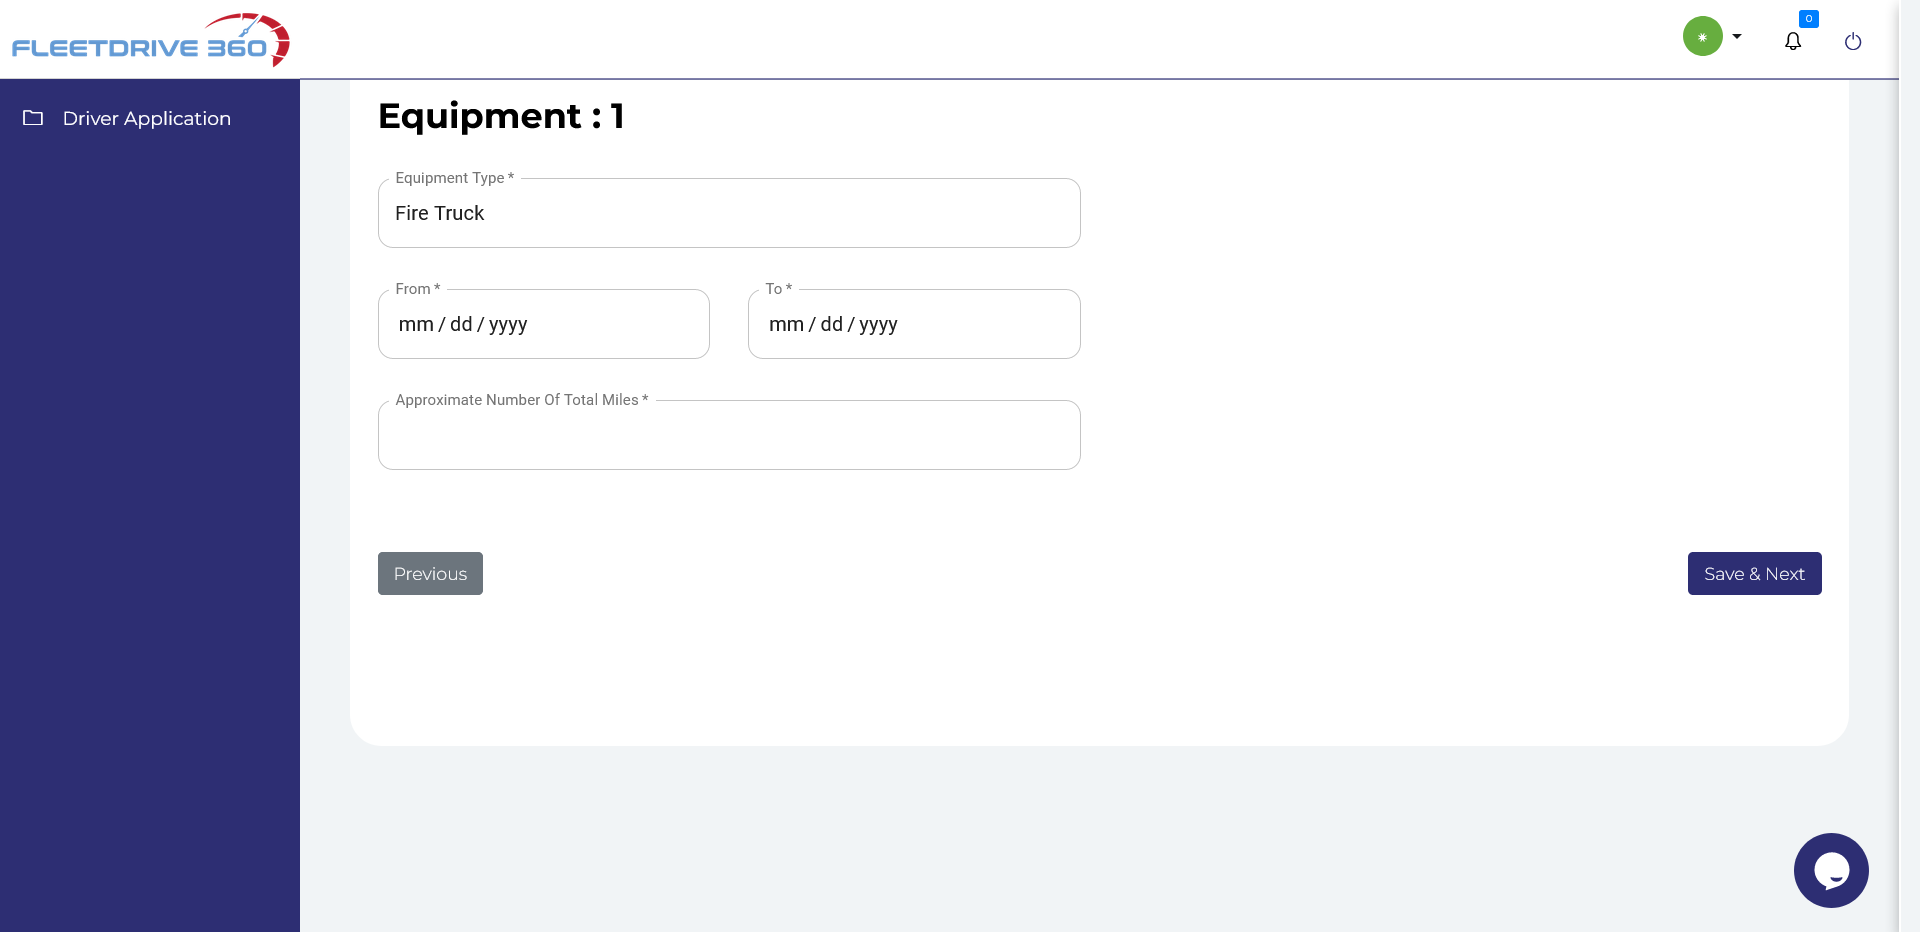 FLEETDRIVE 360
0
Driver Application
Equipment : 1
Equipment Type *
Fire Truck
From *
mm / dd / yyyy
To *
mm / dd / yyyy
Approximate Number Of Total Miles *
Previous
Save & Next